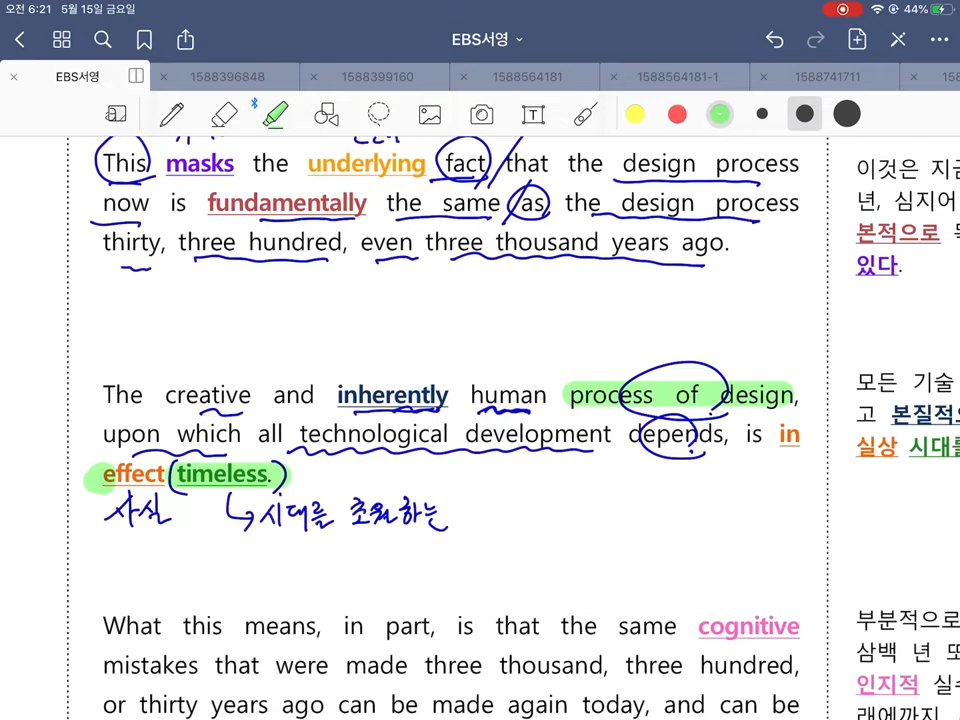 오전 6:21 5월 15일 금요일
44%
EBS서영
EBS서영
1588396848
1588399160
1588564181
1588564181-1
1588741711
This masks the underlying fact that the design process
now is fundamentally the same as the design process
thirty, three hundred, even three thousand years ago.
이것은 지금
년, 심지어
본적으로
있다.
The creative and inherently human process of design,
upon which all technological development depends, is in
effect (timeless.)
사실 시대를 초월하는
모든 기술
고 본질적으
실상 시대를
What this means, in part, is that the same cognitive
mistakes that were made three thousand, three hundred,
or thirty years ago can be made again today, and can be
부분적으로
삼백 년 또
인지적 실수
래에까지